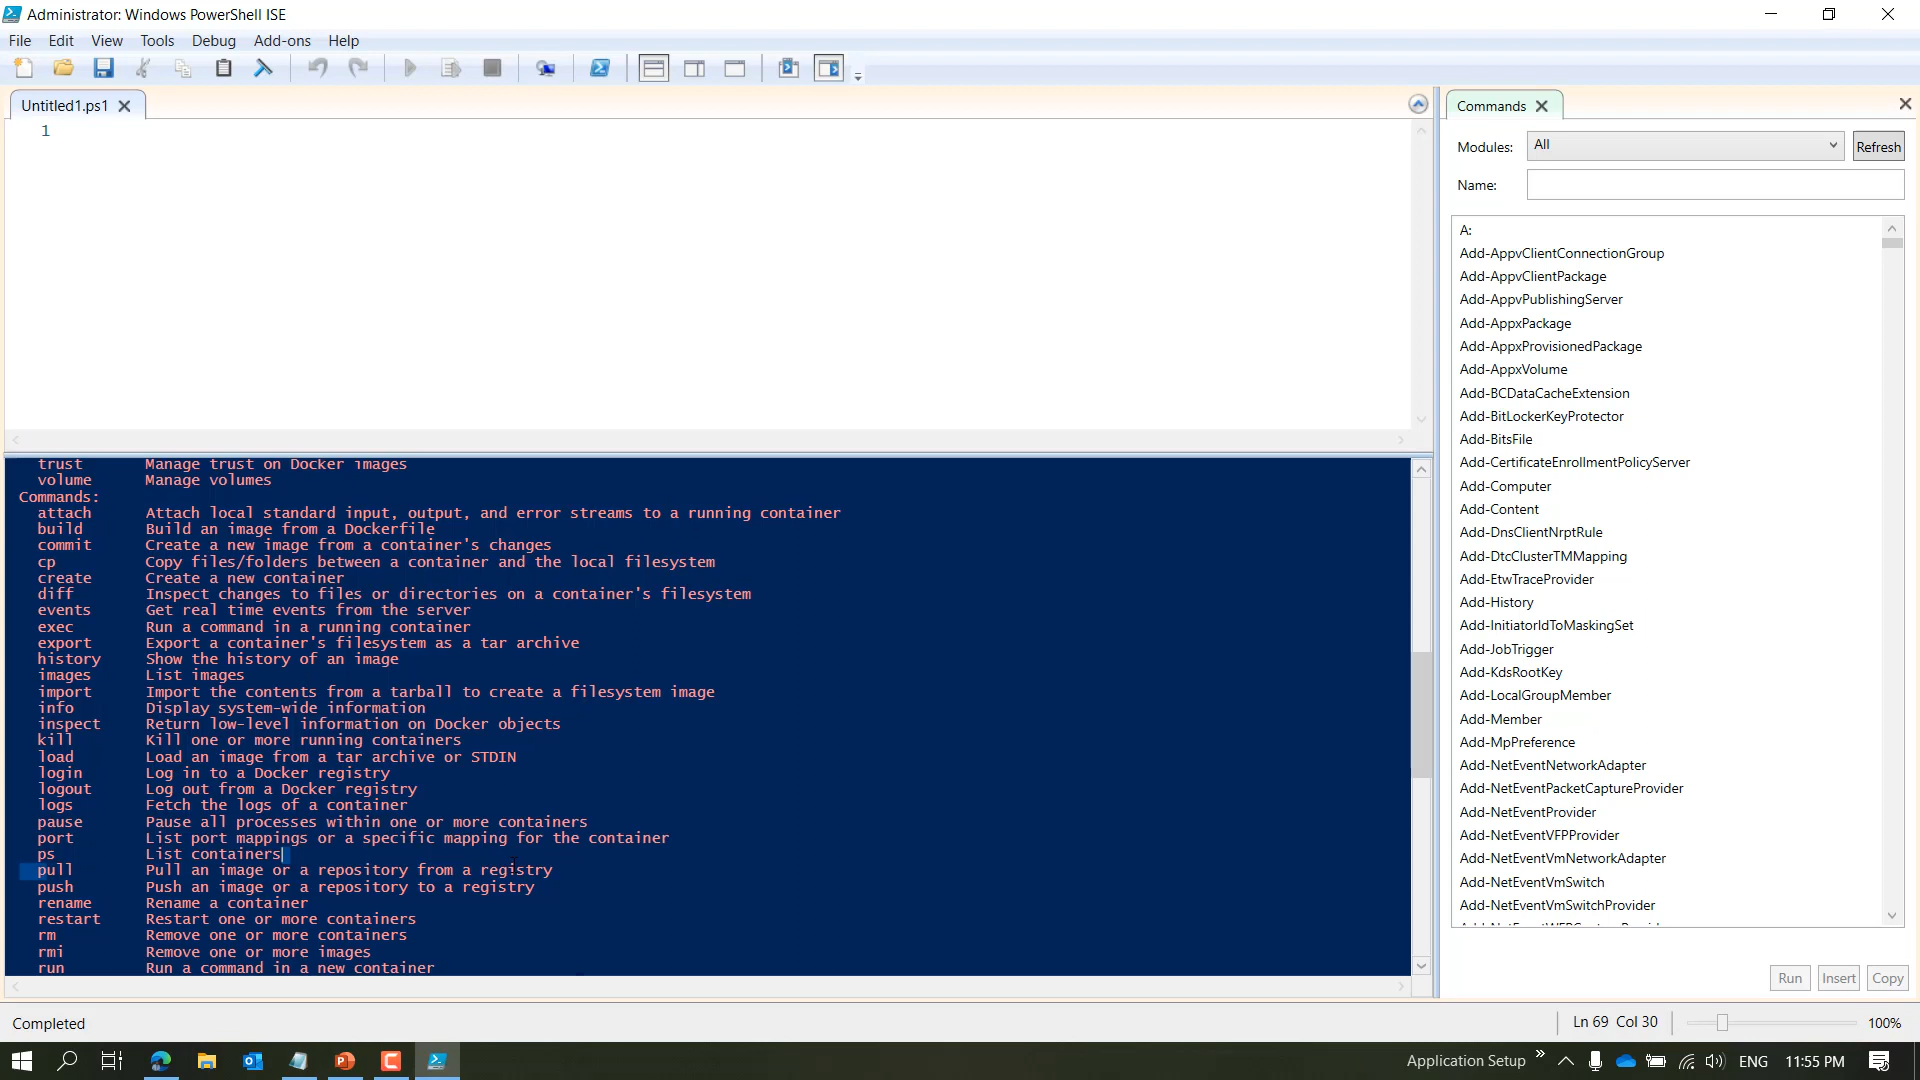 Administrator: Windows PowerShell ISE
File Edit View Tools Debug Add-ons Help
Untitled1.ps1
1
trust Manage trust on Docker images
volume Manage volumes
Commands:
attach Attach local standard input, output, and error streams to a running container
build Build an image from a Dockerfile
commit Create a new image from a container's changes
cp Copy files/folders between a container and the local filesystem
create Create a new container
diff Inspect changes to files or directories on a container's filesystem
events Get real time events from the server
exec Run a command in a running container
export Export a container's filesystem as a tar archive
history Show the history of an image
images List images
import Import the contents from a tarball to create a filesystem image
info Display system-wide information
inspect Return low-level information on Docker objects
kill Kill one or more running containers
load Load an image from a tar archive or STDIN
login Log in to a Docker registry
logout Log out from a Docker registry
logs Fetch the logs of a container
pause Pause all processes within one or more containers
port List port mappings or a specific mapping for the container
ps List containers
pull Pull an image or a repository from a registry
push Push an image or a repository to a registry
rename Rename a container
restart Restart one or more containers
rm Remove one or more containers
rmi Remove one or more images
run Run a command in a new container
Commands
Modules: All Refresh
Name:
A:
Add-AppvClientConnectionGroup
Add-AppvClientPackage
Add-AppvPublishingServer
Add-AppxPackage
Add-AppxProvisionedPackage
Add-AppxVolume
Add-BCDataCacheExtension
Add-BitLockerKeyProtector
Add-BitsFile
Add-CertificateEnrollmentPolicyServer
Add-Computer
Add-Content
Add-DnsClientNrptRule
Add-DtcClusterTMMapping
Add-EtwTraceProvider
Add-History
Add-InitiatorIdToMaskingSet
Add-JobTrigger
Add-KdsRootKey
Add-LocalGroupMember
Add-Member
Add-MpPreference
Add-NetEventNetworkAdapter
Add-NetEventPacketCaptureProvider
Add-NetEventProvider
Add-NetEventVFPProvider
Add-NetEventVmNetworkAdapter
Add-NetEventVmSwitch
Add-NetEventVmSwitchProvider
Run Insert Copy
Completed
Ln 69 Col 30
100%
Application Setup
ENG
11:55 PM